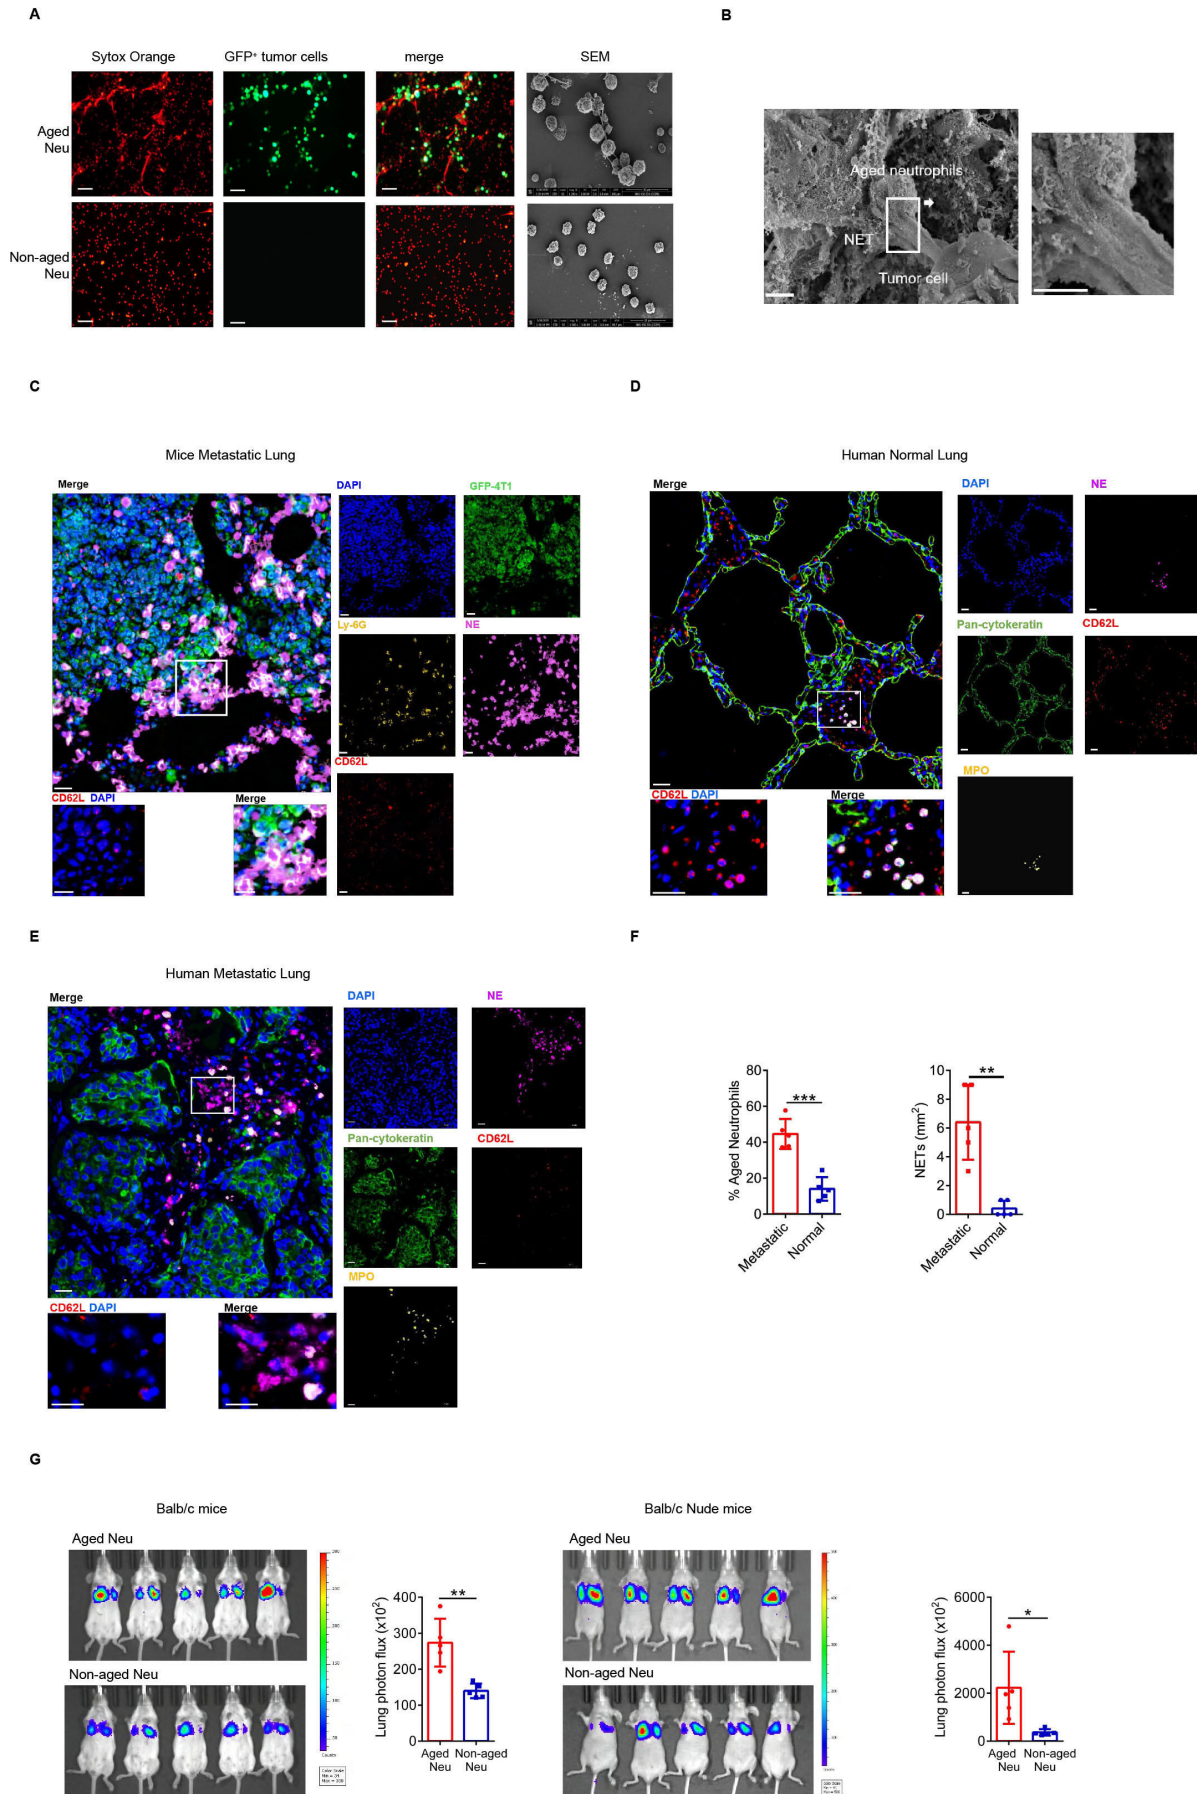 A
B
Sytox Orange
GFP⁺ tumor cells
merge
SEM
Aged
Neu
Non-aged
Neu
Aged neutrophils
NET
Tumor cell
C
D
Mice Metastatic Lung
Human Normal Lung
Merge
DAPI
GFP-4T1
Ly-6G
NE
CD62L
CD62L DAPI
Merge
Merge
DAPI
NE
Pan-cytokeratin
CD62L
MPO
CD62L DAPI
Merge
E
F
Human Metastatic Lung
Merge
DAPI
NE
Pan-cytokeratin
CD62L
MPO
CD62L DAPI
Merge
% Aged Neutrophils
80
60
40
20
0
***
Metastatic
Normal
NETs (mm²)
10
8
6
4
2
0
**
Metastatic
Normal
G
Balb/c mice
Balb/c Nude mice
Aged Neu
Non-aged Neu
Lung photon flux (x10²)
400
300
200
100
0
**
Aged
Neu
Non-aged
Neu
Aged Neu
Non-aged Neu
Lung photon flux (x10²)
6000
4000
2000
0
*
Aged
Neu
Non-aged
Neu